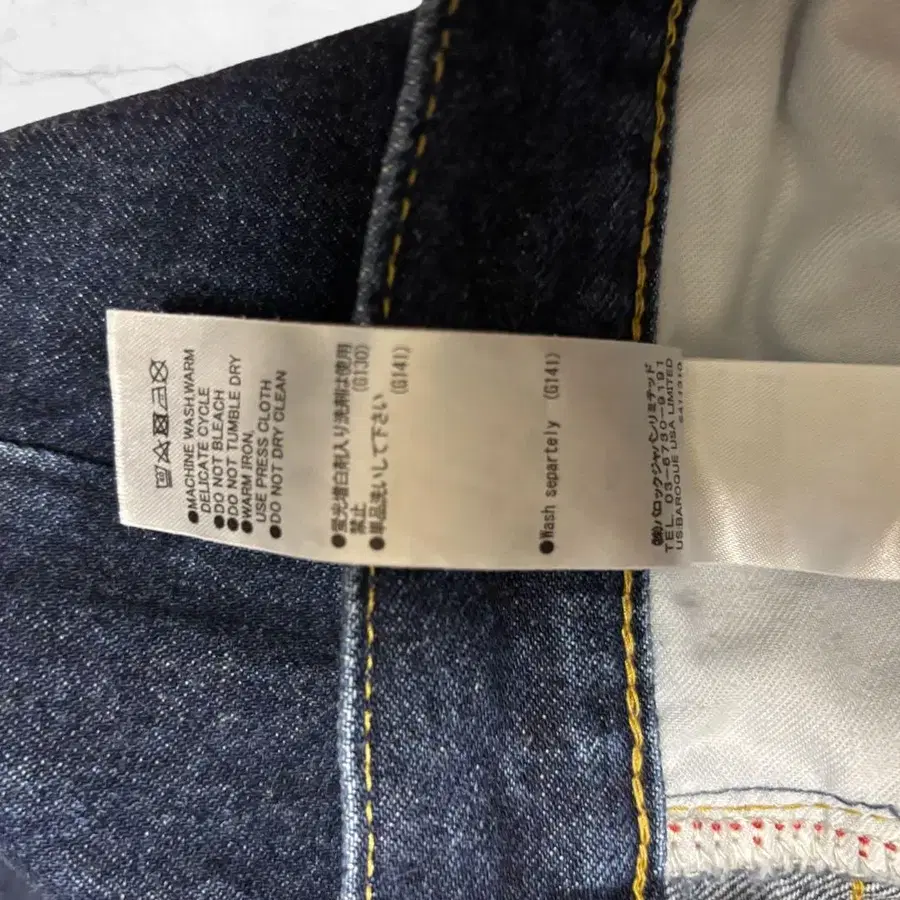 ●MACHINE WASH,WARM
DELICATE CYCLE
●DO NOT BLEACH
●DO NOT TUMBLE DRY
●WARM IRON,
USE PRESS CLOTH
●DO NOT DRY CLEAN
●蛍光増白剤入り洗剤は使用
禁止 (G130)
●単品洗いして下さい
(G141)
●Wash separtely (G141)
㈱バロックジャパンリミテッド
TEL 03-6730-9191
US:BAROQUE USA LIMITED